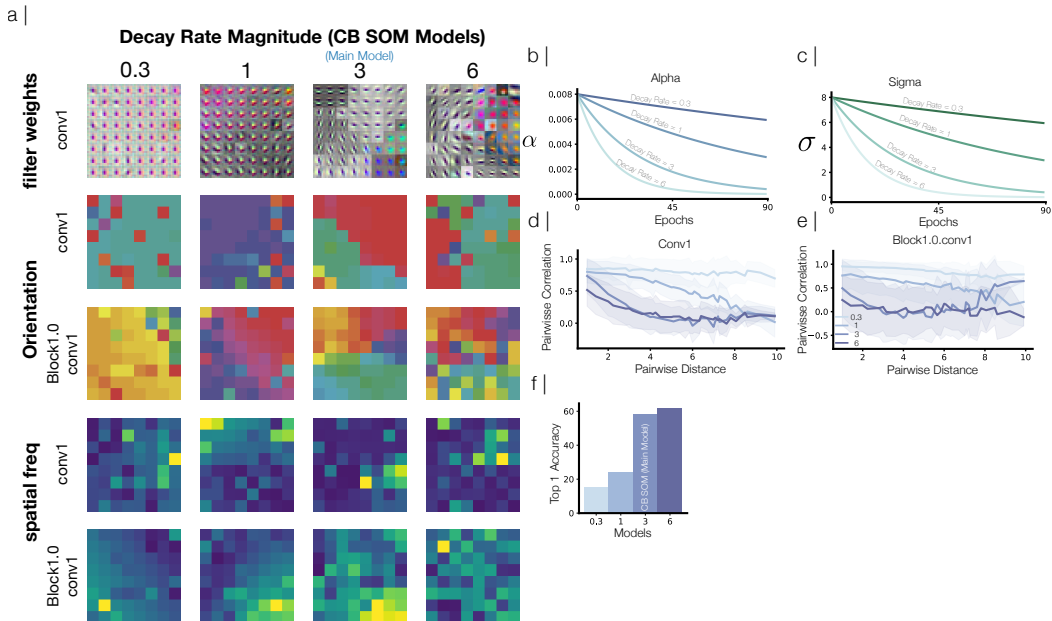 a |
Decay Rate Magnitude (CB SOM Models)
(Main Model)
0.3 1 3 6
filter weights
conv1
Orientation
conv1
Block1.0
conv1
spatial freq
conv1
Block1.0
conv1
b |
Alpha
α
0.008
0.006
0.004
0.002
0.000
Decay Rate = 0.3
Decay Rate = 1
Decay Rate = 3
Decay Rate = 6
0 45 90
Epochs
c |
Sigma
σ
8
6
4
2
0
Decay Rate = 0.3
Decay Rate = 1
Decay Rate = 3
Decay Rate = 6
0 45 90
Epochs
d |
Conv1
Pairwise Correlation
1.0
0.5
0.0
2 4 6 8 10
Pairwise Distance
e |
Block1.0.conv1
Pairwisse Correlation
1.0
0.5
0.0
−0.5
0.3
1
3
6
2 4 6 8 10
Pairwise Distance
f |
Top 1 Accuracy
60
40
20
0
CB SOM (Main Model)
0.3 1 3 6
Models